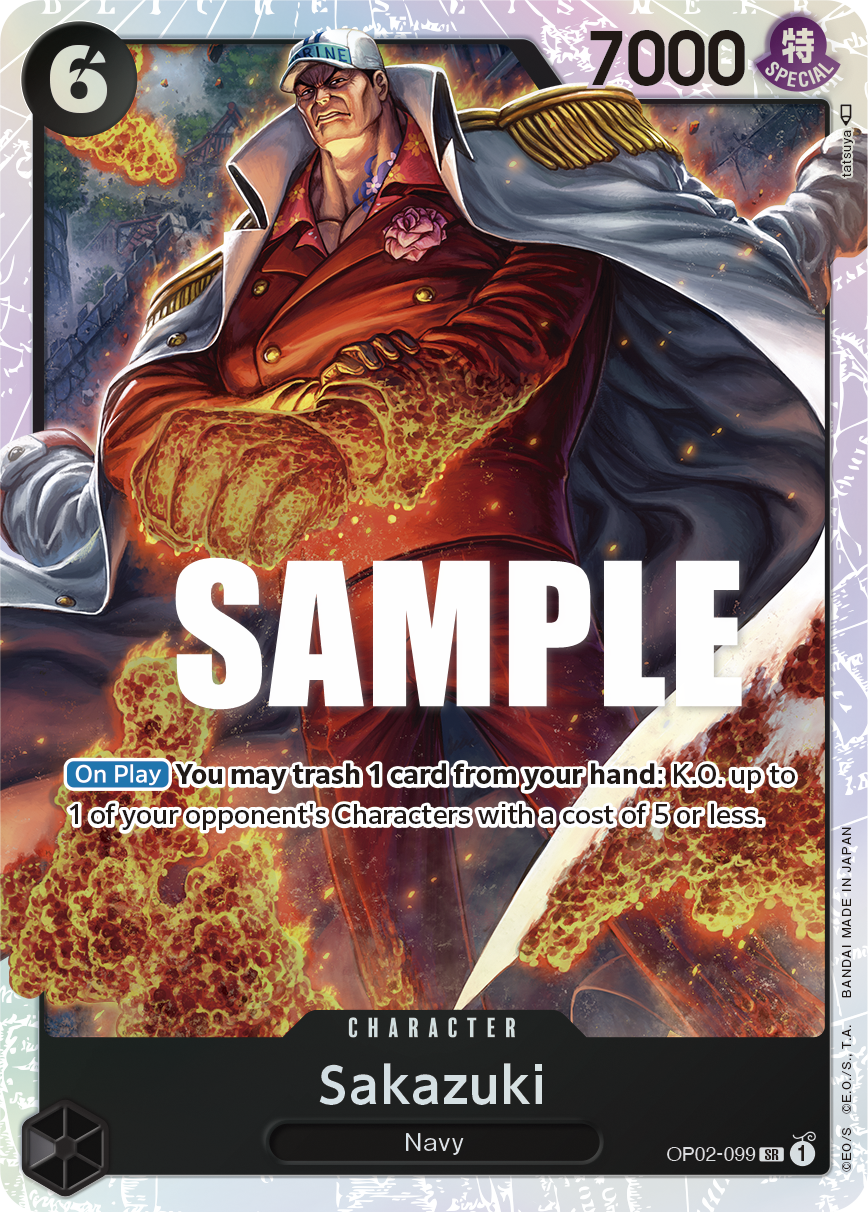 6
7000
特
SPECIAL
RINE
tatsuya
SAMPLE
On Play You may trash 1 card from your hand: K.O. up to
1 of your opponent's Characters with a cost of 5 or less.
CHARACTER
Sakazuki
Navy
OP02-099 SR 1
©EO/S ©E.O./S., T.A. BANDAI MADE IN JAPAN